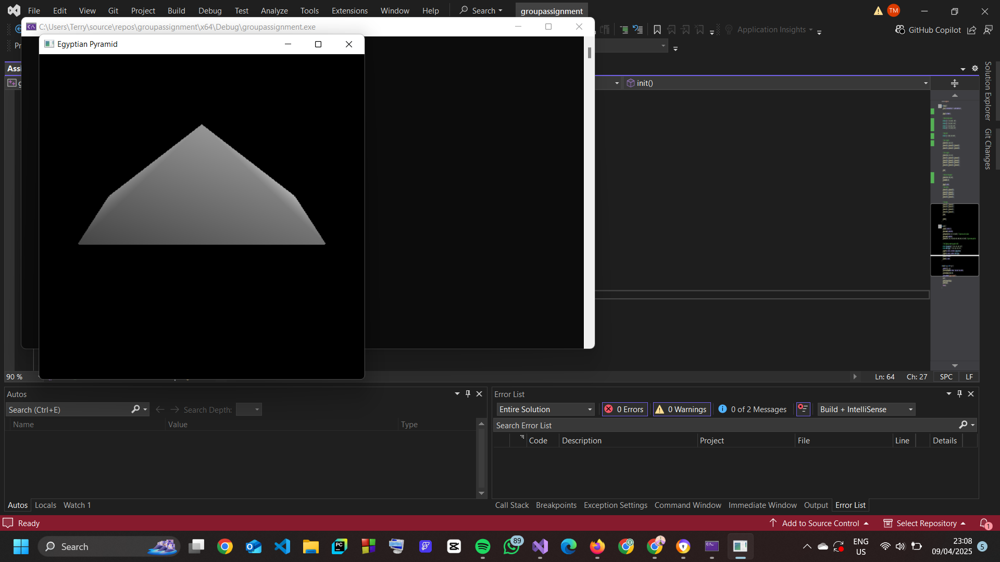 File Edit View Git Project Build Debug Test Analyze Tools Extensions Window Help Search groupassignment TM
C:\Users\Terry\source\repos\groupassignment\x64\Debug\groupassignment.exe
Application Insights GitHub Copilot
Egyptian Pyramid
Pr
Assi
g init()
Solution Explorer
Git Changes
90 % Ln: 64 Ch: 27 SPC LF
Autos
Search (Ctrl+E) Search Depth:
Name Value Type
Autos Locals Watch 1
Error List
Entire Solution 0 Errors 0 Warnings 0 of 2 Messages Build + IntelliSense
Search Error List
Code Description Project File Line Details
Call Stack Breakpoints Exception Settings Command Window Immediate Window Output Error List
Ready Add to Source Control Select Repository 1
Search 89 PC ENG 23:08
US 09/04/2025 5